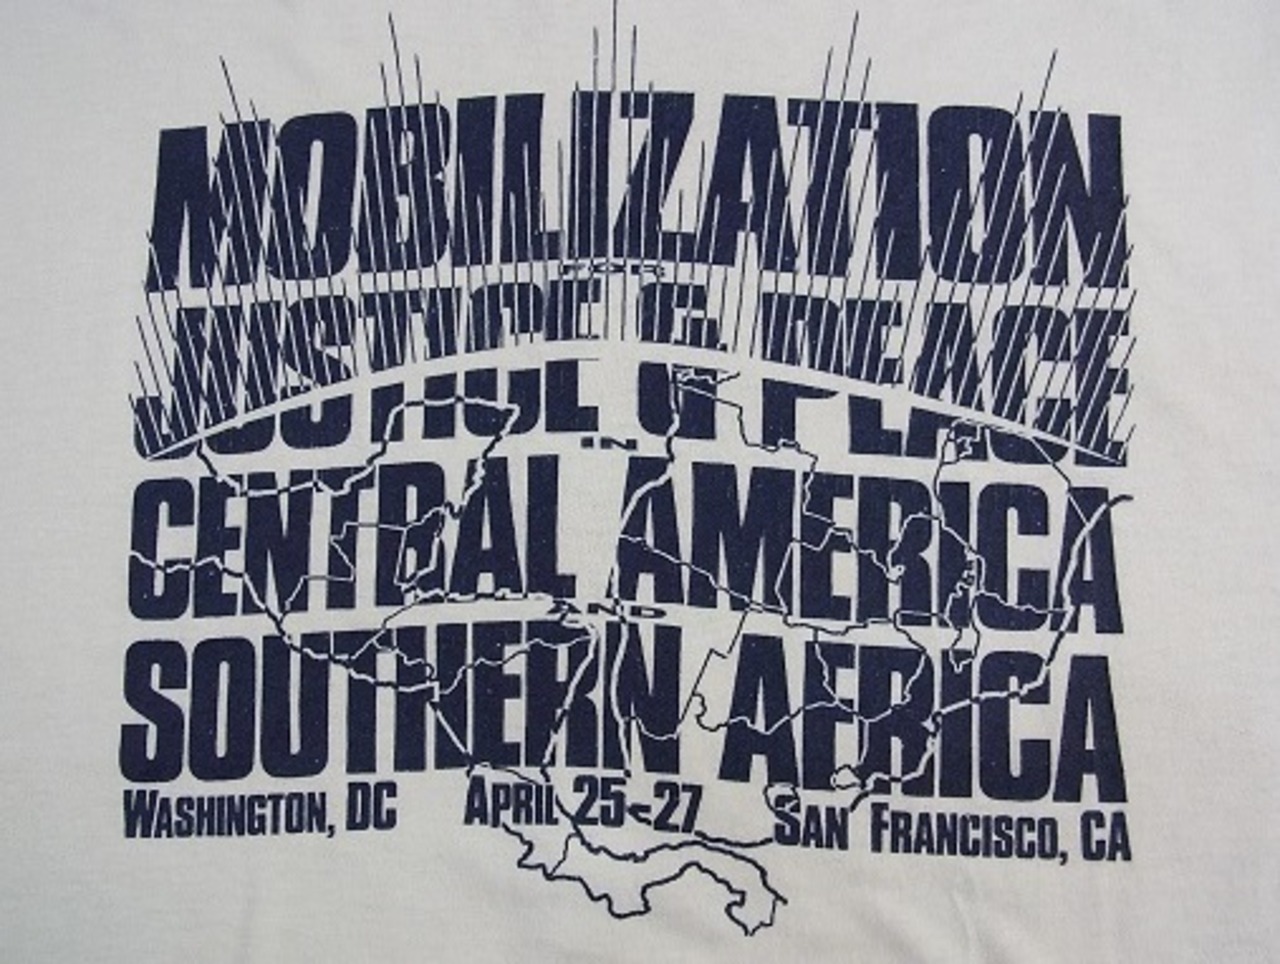 MOBILIZATION
FOR
JUSTICE & PEACE
IN
CENTRAL AMERICA
AND
SOUTHERN AFRICA
WASHINGTON, DC APRIL 25-27 SAN FRANCISCO, CA